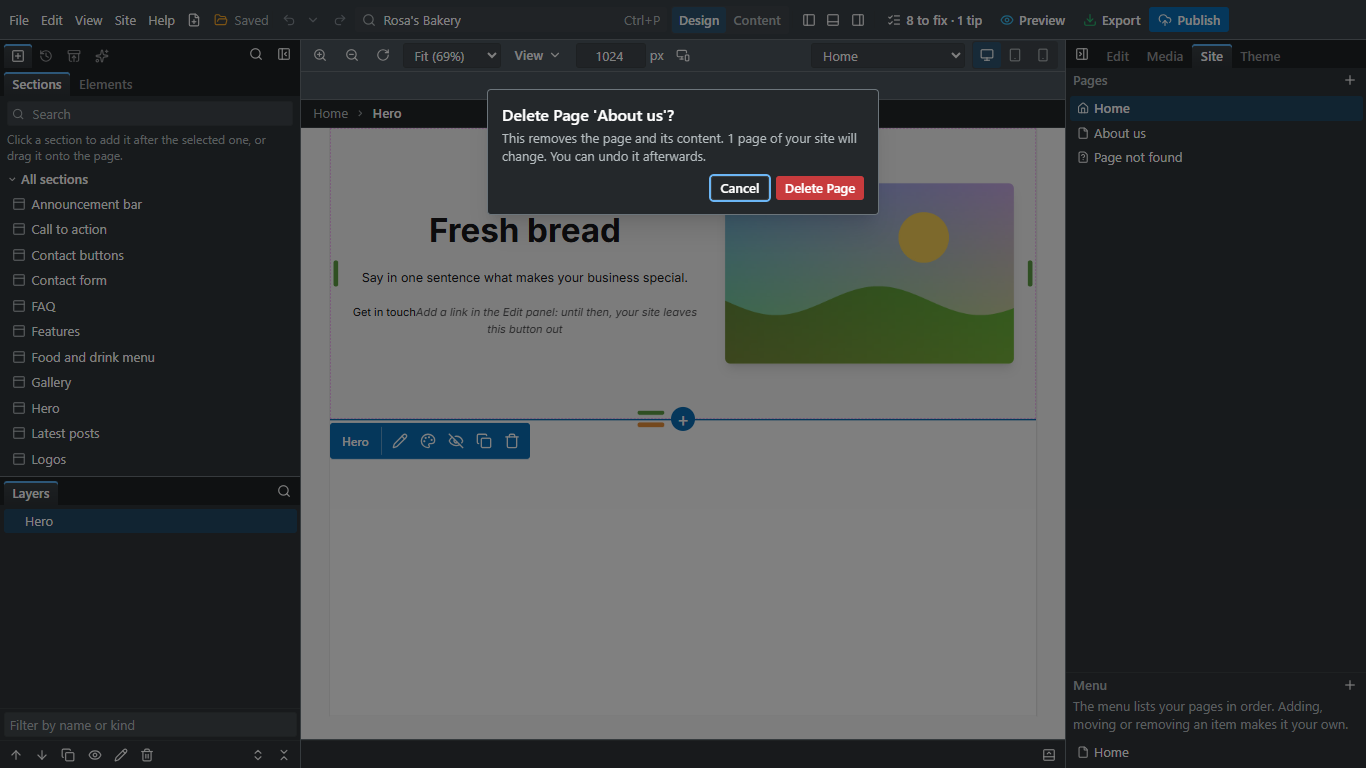 File Edit View Site Help Saved Rosa's Bakery Ctrl+P Design Content 8 to fix · 1 tip Preview Export Publish
Fit (69%) View 1024 px Home Edit Media Site Theme
Sections Elements
Search
Click a section to add it after the selected one, or
drag it onto the page.
All sections
Announcement bar
Call to action
Contact buttons
Contact form
FAQ
Features
Food and drink menu
Gallery
Hero
Latest posts
Logos
Layers
Hero
Filter by name or kind
Home > Hero
Delete Page 'About us'?
This removes the page and its content. 1 page of your site will
change. You can undo it afterwards.
Cancel Delete Page
Fresh bread
Say in one sentence what makes your business special.
Get in touchAdd a link in the Edit panel: until then, your site leaves
this button out
Hero
Pages
Home
About us
Page not found
Menu
The menu lists your pages in order. Adding,
moving or removing an item makes it your own.
Home